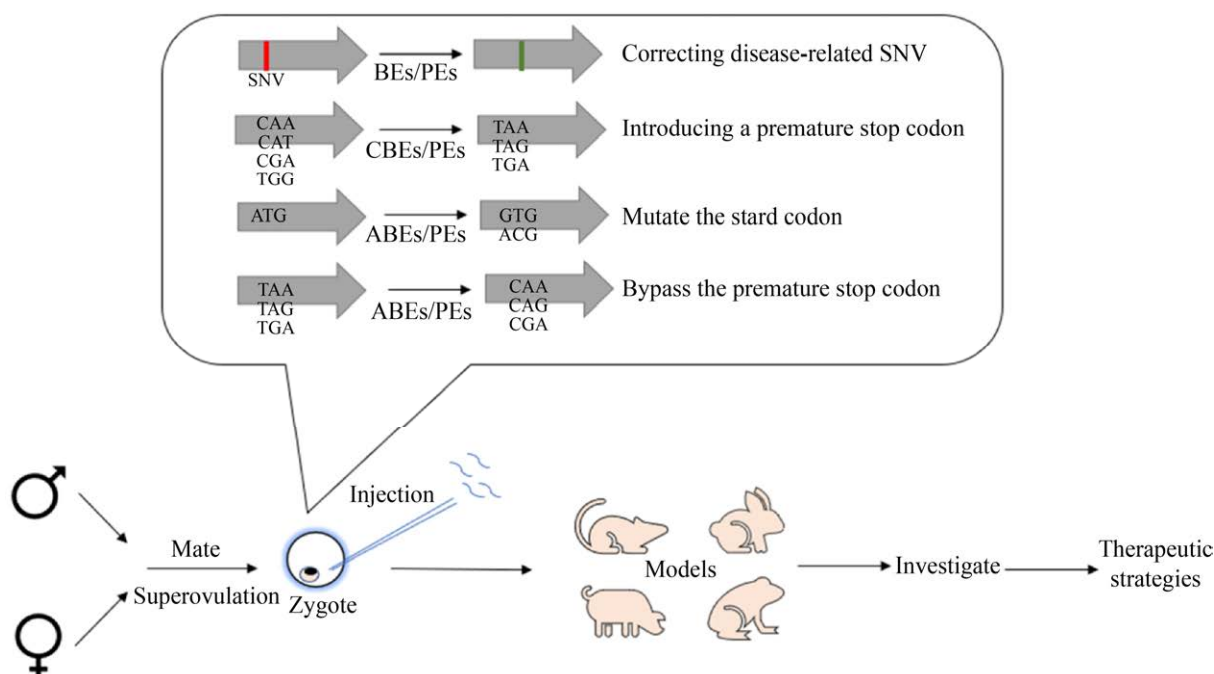 SNV
BEs/PEs
Correcting disease-related SNV
CAA
CAT
CGA
TGG
CBEs/PEs
TAA
TAG
TGA
Introducing a premature stop codon
ATG
ABEs/PEs
GTG
ACG
Mutate the stard codon
TAA
TAG
TGA
ABEs/PEs
CAA
CAG
CGA
Bypass the premature stop codon
Mate
Superovulation
Zygote
Injection
Models
Investigate
Therapeutic
strategies